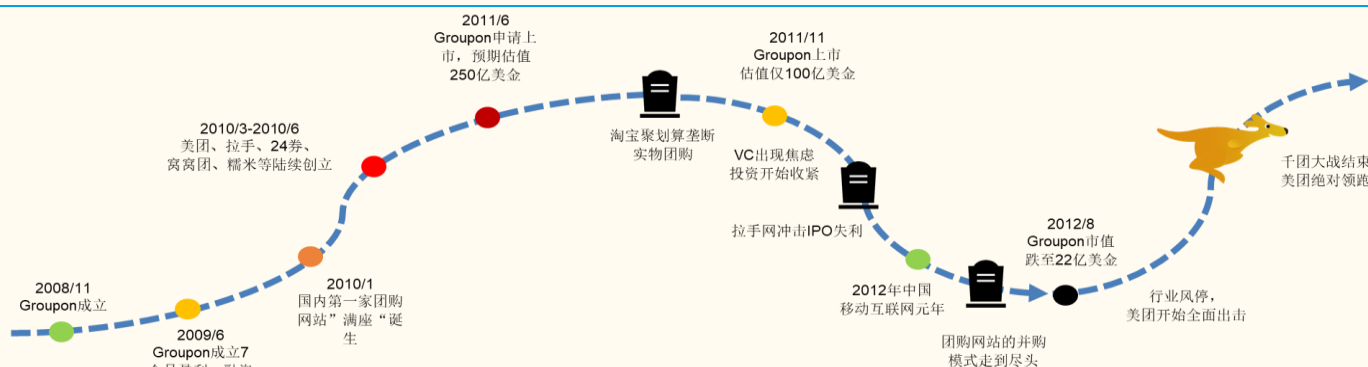 2008/11
Groupon成立
2009/6
Groupon成立7
2010/1
国内第一家团购
网站”满座“诞
生
2010/3-2010/6
美团、拉手、24券、
窝窝团、糯米等陆续创立
2011/6
Groupon申请上
市，预期估值
250亿美金
淘宝聚划算垄断
实物团购
2011/11
Groupon上市
估值仅100亿美金
VC出现焦虑
投资开始收紧
拉手网冲击IPO失利
2012年中国
移动互联网元年
团购网站的并购
模式走到尽头
2012/8
Groupon市值
跌至22亿美金
行业风停，
美团开始全面出击
千团大战结束
美团绝对领跑